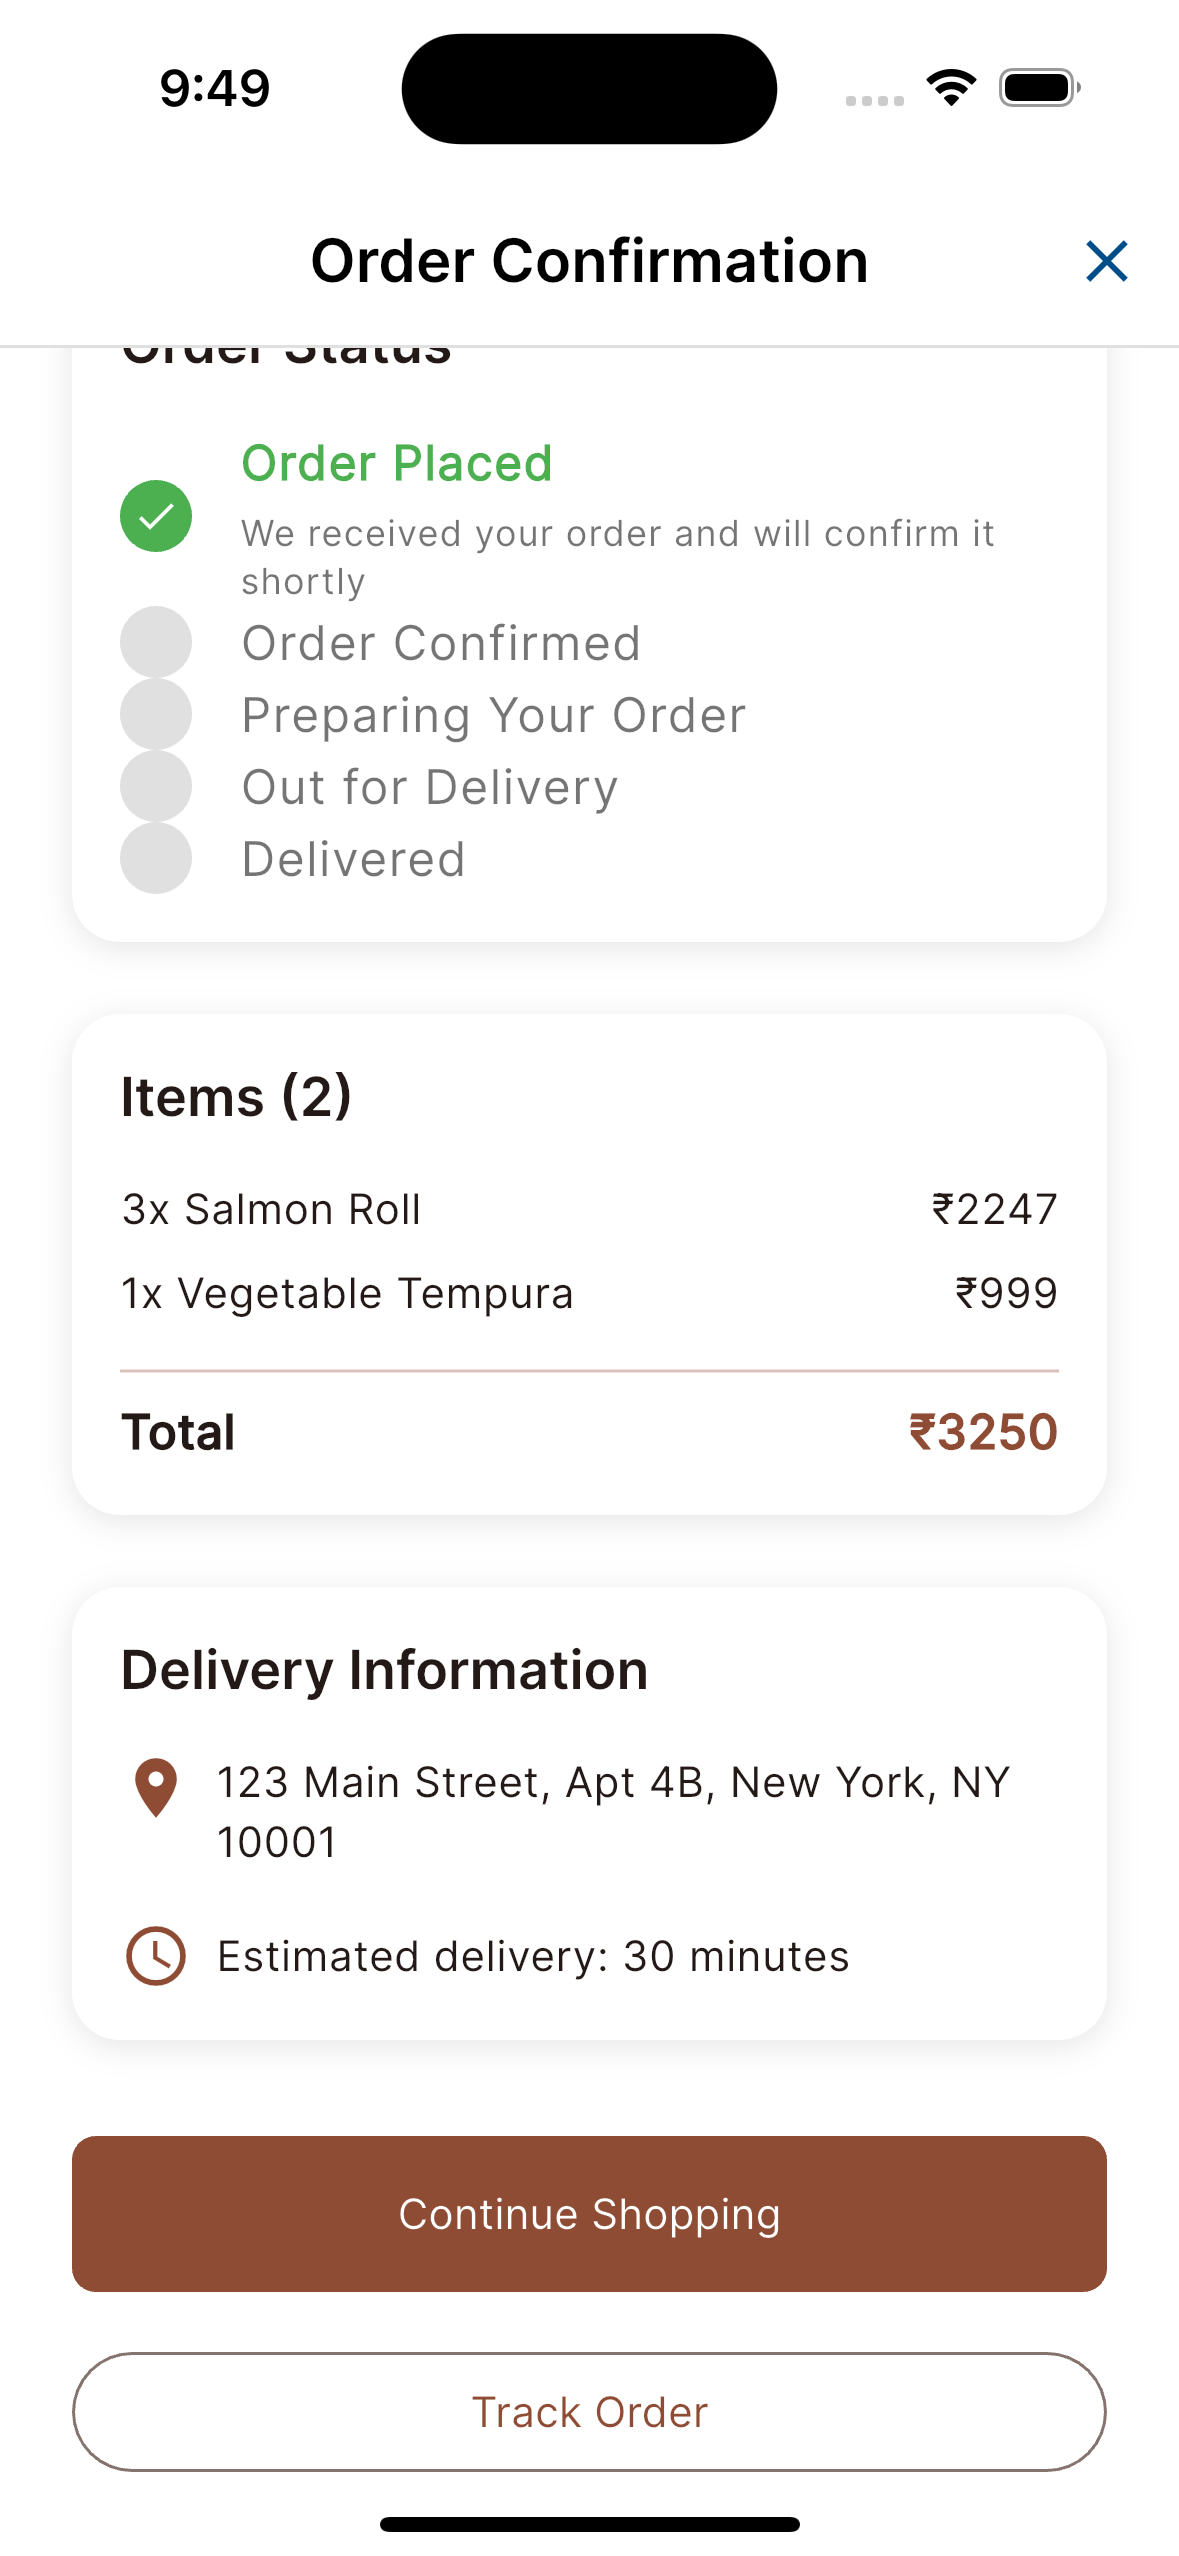 9:49
Order Confirmation
Order Status
Order Placed
We received your order and will confirm it
shortly
Order Confirmed
Preparing Your Order
Out for Delivery
Delivered
Items (2)
3x Salmon Roll ₹2247
1x Vegetable Tempura ₹999
Total ₹3250
Delivery Information
123 Main Street, Apt 4B, New York, NY
10001
Estimated delivery: 30 minutes
Continue Shopping
Track Order